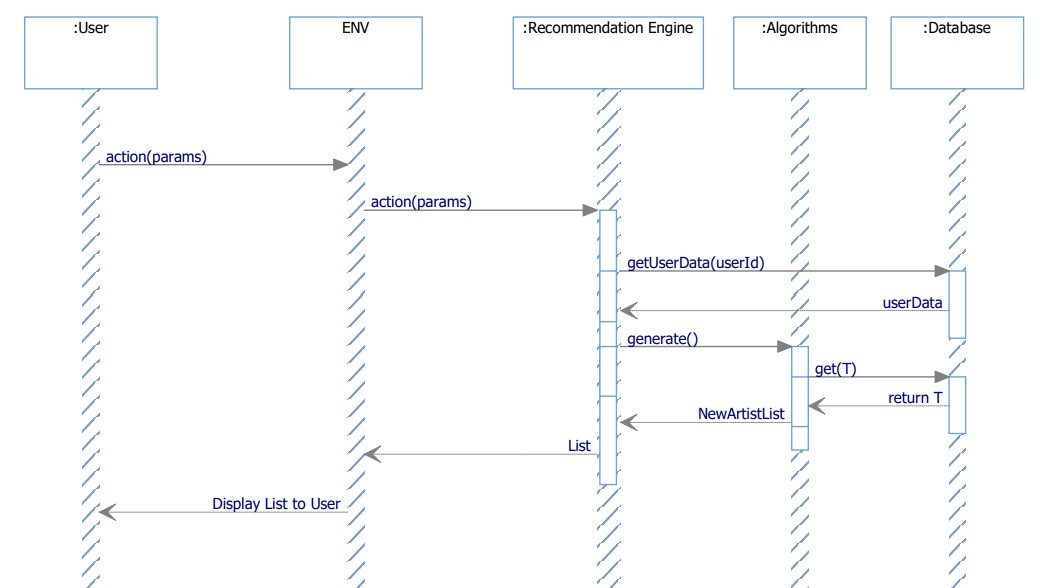 :User
ENV
:Recommendation Engine
:Algorithms
:Database
action(params)
action(params)
getUserData(userId)
userData
generate()
get(T)
return T
NewArtistList
List
Display List to User